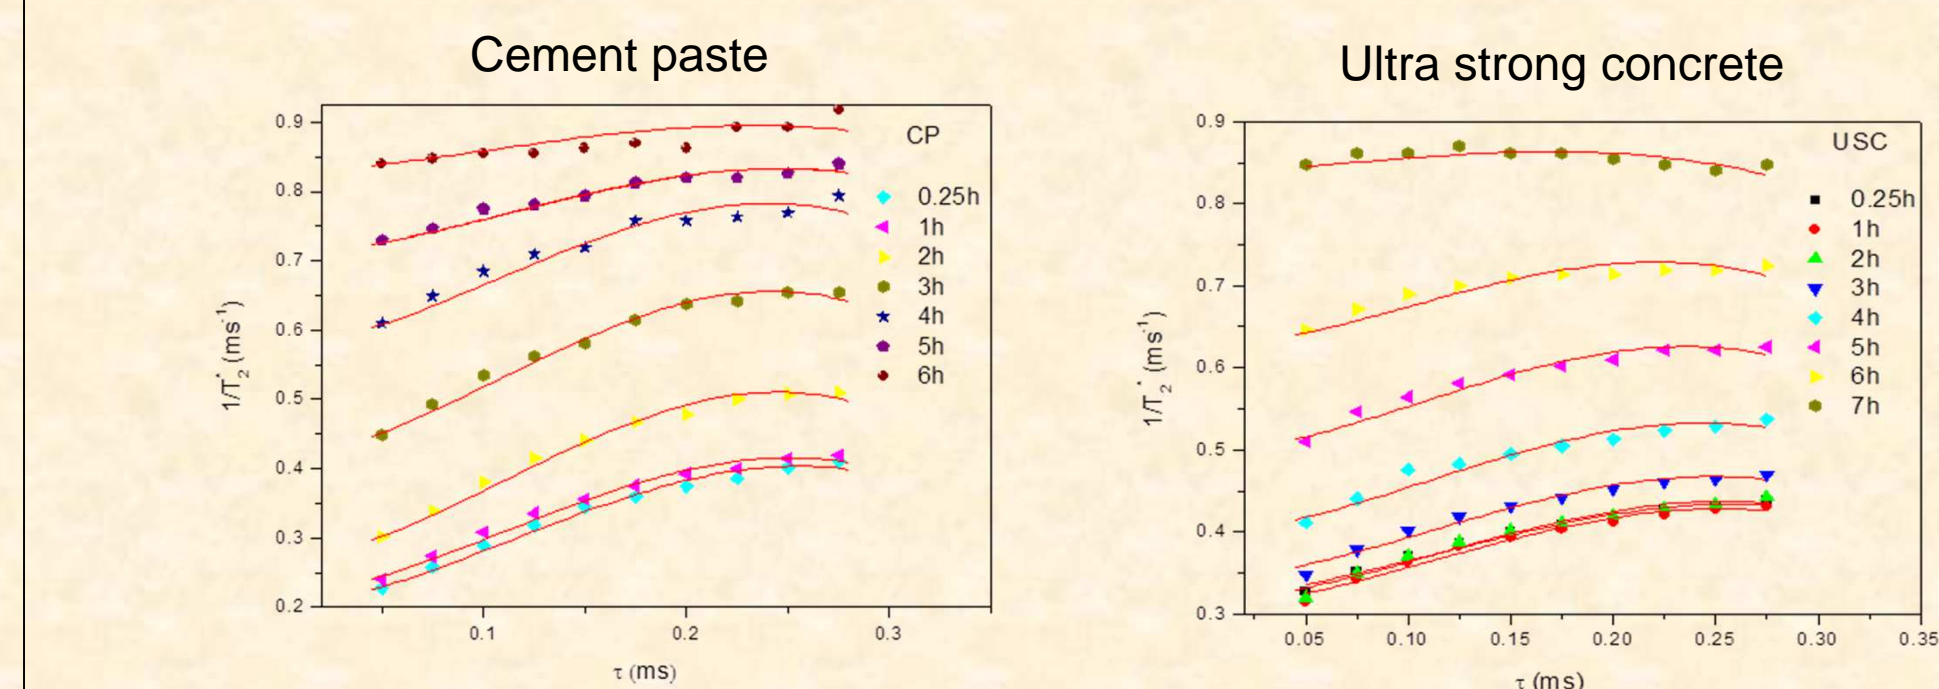 Cement paste
CP
0.9
0.8
0.7
0.6
0.5
0.4
0.3
0.2
1/T₂* (ms⁻¹)
0.25h
1h
2h
3h
4h
5h
6h
0.1
0.2
0.3
τ (ms)
Ultra strong concrete
USC
0.9
0.8
0.7
0.6
0.5
0.4
0.3
1/T₂* (ms⁻¹)
0.25h
1h
2h
3h
4h
5h
6h
7h
0.05
0.10
0.15
0.20
0.25
0.30
0.35
τ (ms)